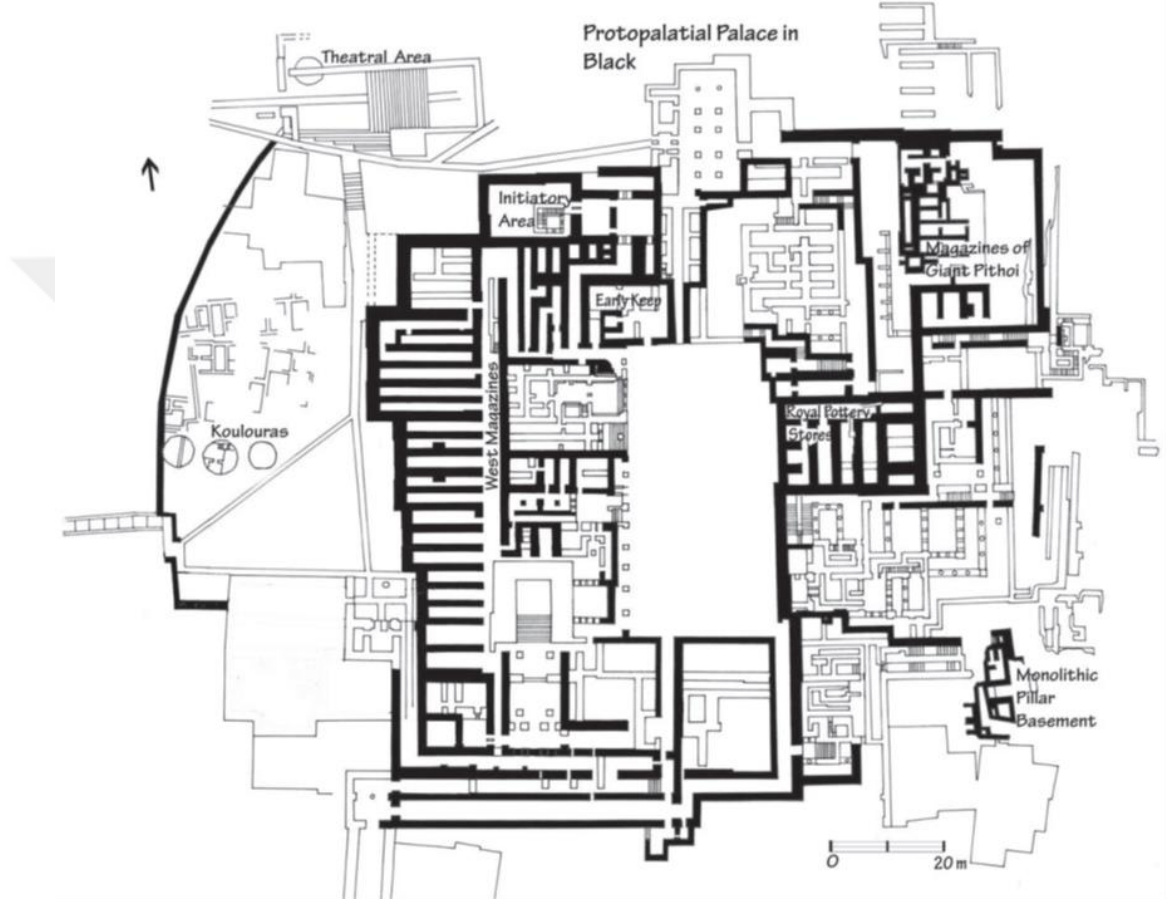 Protopalatial Palace in
Black
Theatral Area
Initiatory
Area
Magazines of
Giant Pithoi
Early Keep
West Magazines
Royal Pottery
Stores
Koulouras
Monolithic
Pillar
Basement
0 20 m